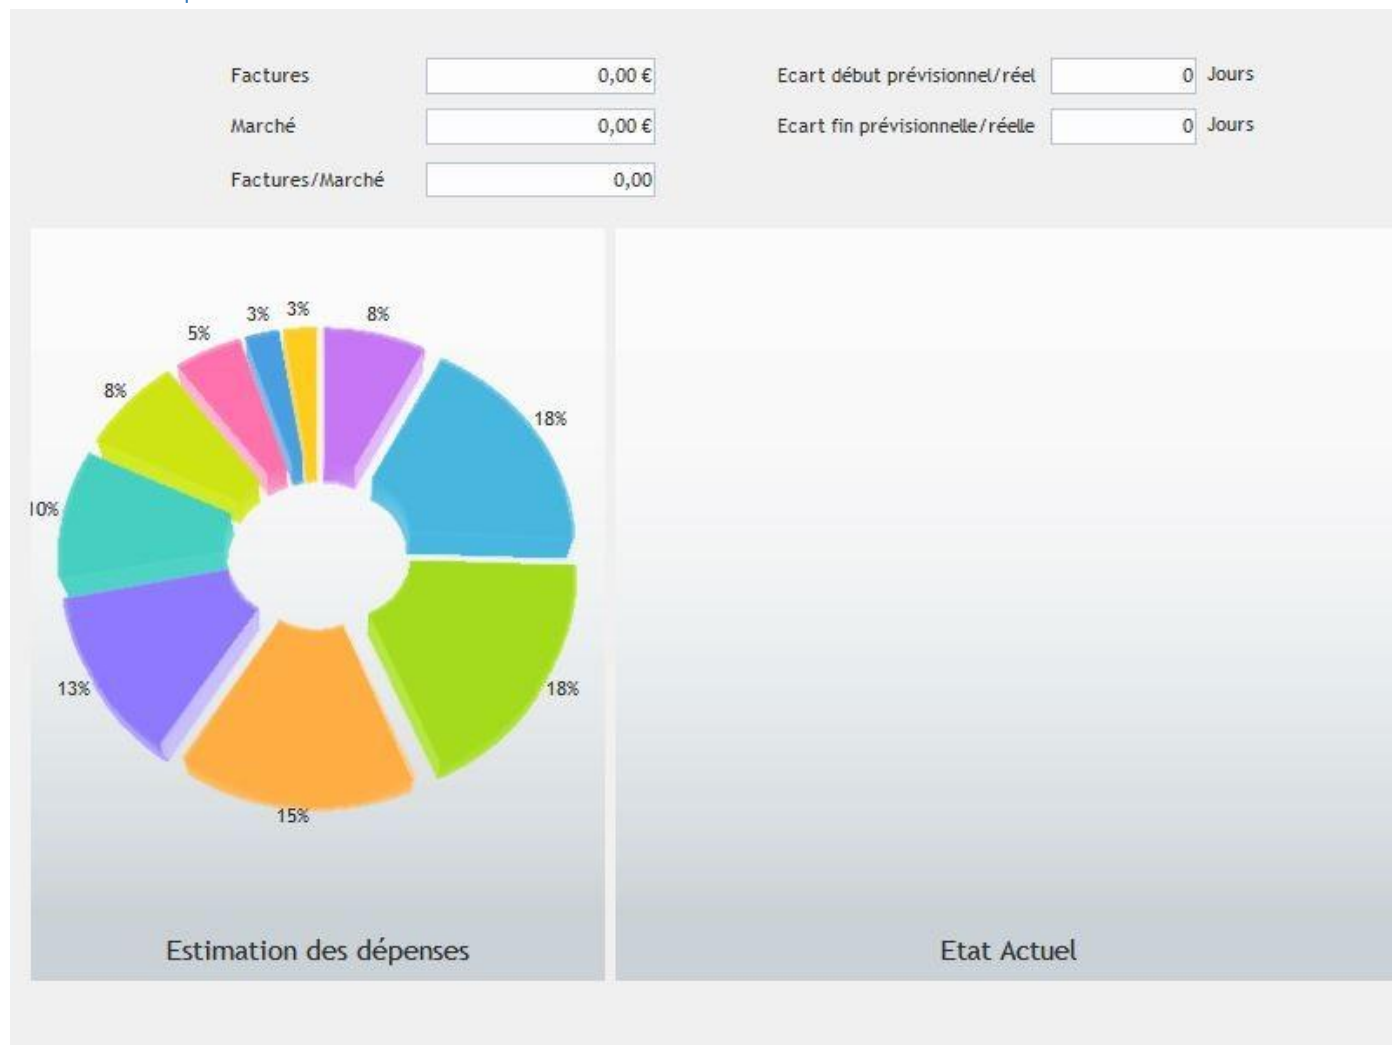 Factures 0,00 € Ecart début prévisionnel/réel 0 Jours
Marché 0,00 € Ecart fin prévisionnelle/réelle 0 Jours
Factures/Marché 0,00
3% 3% 8%
5%
8%
18%
10%
13% 18%
15%
Estimation des dépenses Etat Actuel